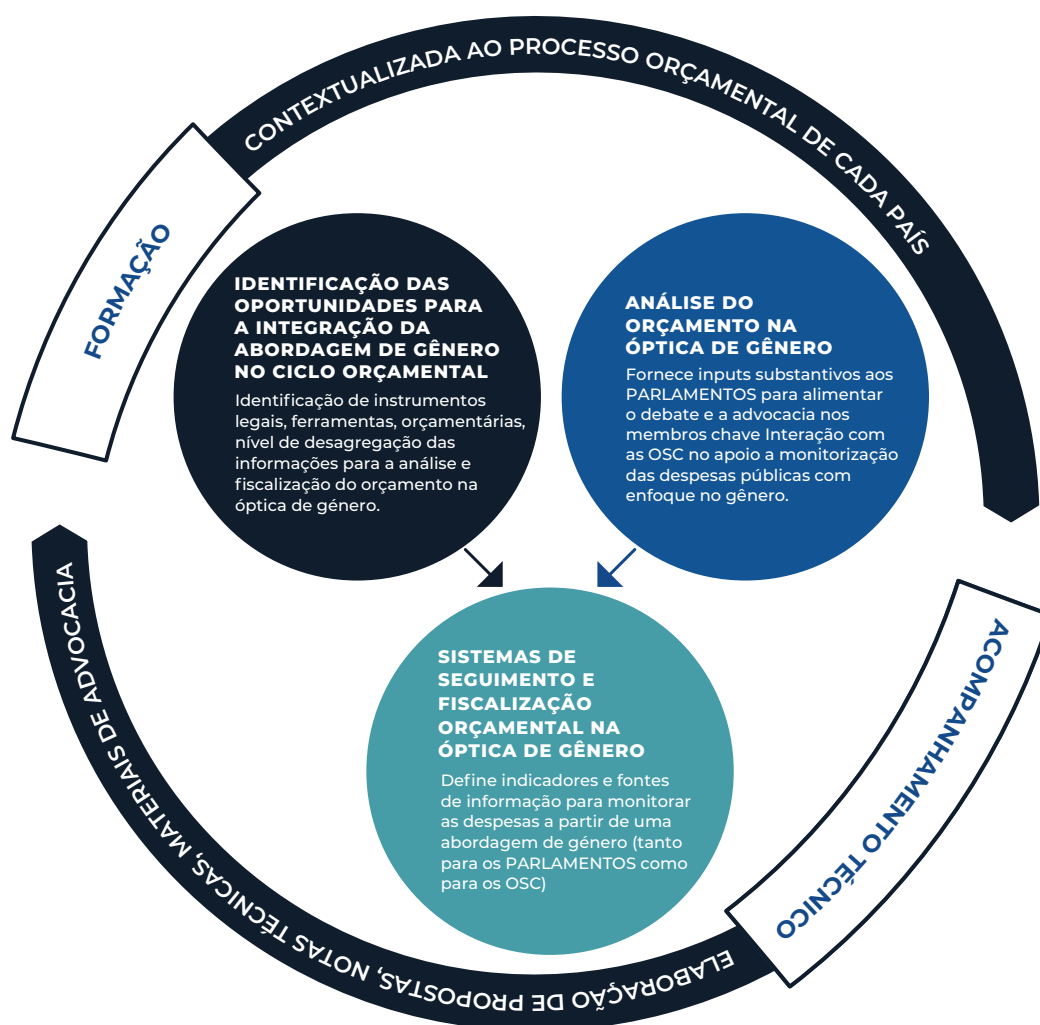 CONTEXTUALIZADA AO PROCESSO ORÇAMENTAL DE CADA PAÍS
FORMAÇÃO
IDENTIFICAÇÃO DAS
OPORTUNIDADES PARA
A INTEGRAÇÃO DA
ABORDAGEM DE GÊNERO
NO CICLO ORÇAMENTAL
Identificação de instrumentos
legais, ferramentas, orçamentárias,
nível de desagregação das
informações para a análise e
fiscalização do orçamento na
óptica de género.
ANÁLISE DO
ORÇAMENTO NA
ÓPTICA DE GÊNERO
Fornece inputs substantivos aos
PARLAMENTOS para alimentar
o debate e a advocacia nos
membros chave Interação com
as OSC no apoio a monitorização
das despesas públicas com
enfoque no gênero.
SISTEMAS DE
SEGUIMENTO E
FISCALIZAÇÃO
ORÇAMENTAL NA
ÓPTICA DE GÊNERO
Define indicadores e fontes
de informação para monitorar
as despesas a partir de uma
abordagem de género (tanto
para os PARLAMENTOS como
para os OSC)
ACOMPANHAMENTO TÉCNICO
ELABORAÇÃO DE PROPOSTAS, NOTAS TÉCNICAS, MATERIAIS DE ADVOCACIA